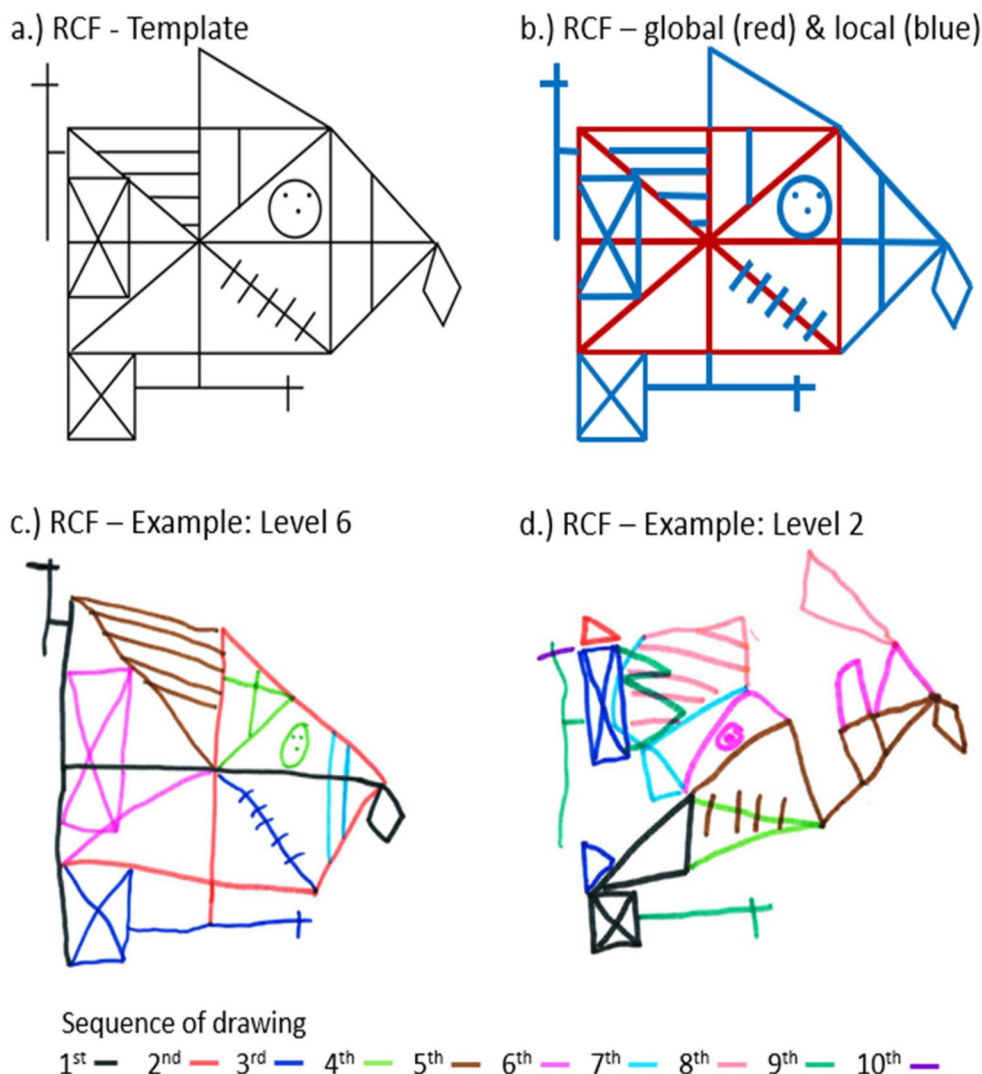 a.) RCF - Template
b.) RCF – global (red) & local (blue)
c.) RCF – Example: Level 6
d.) RCF – Example: Level 2
Sequence of drawing
1st 2nd 3rd 4th 5th 6th 7th 8th 9th 10th